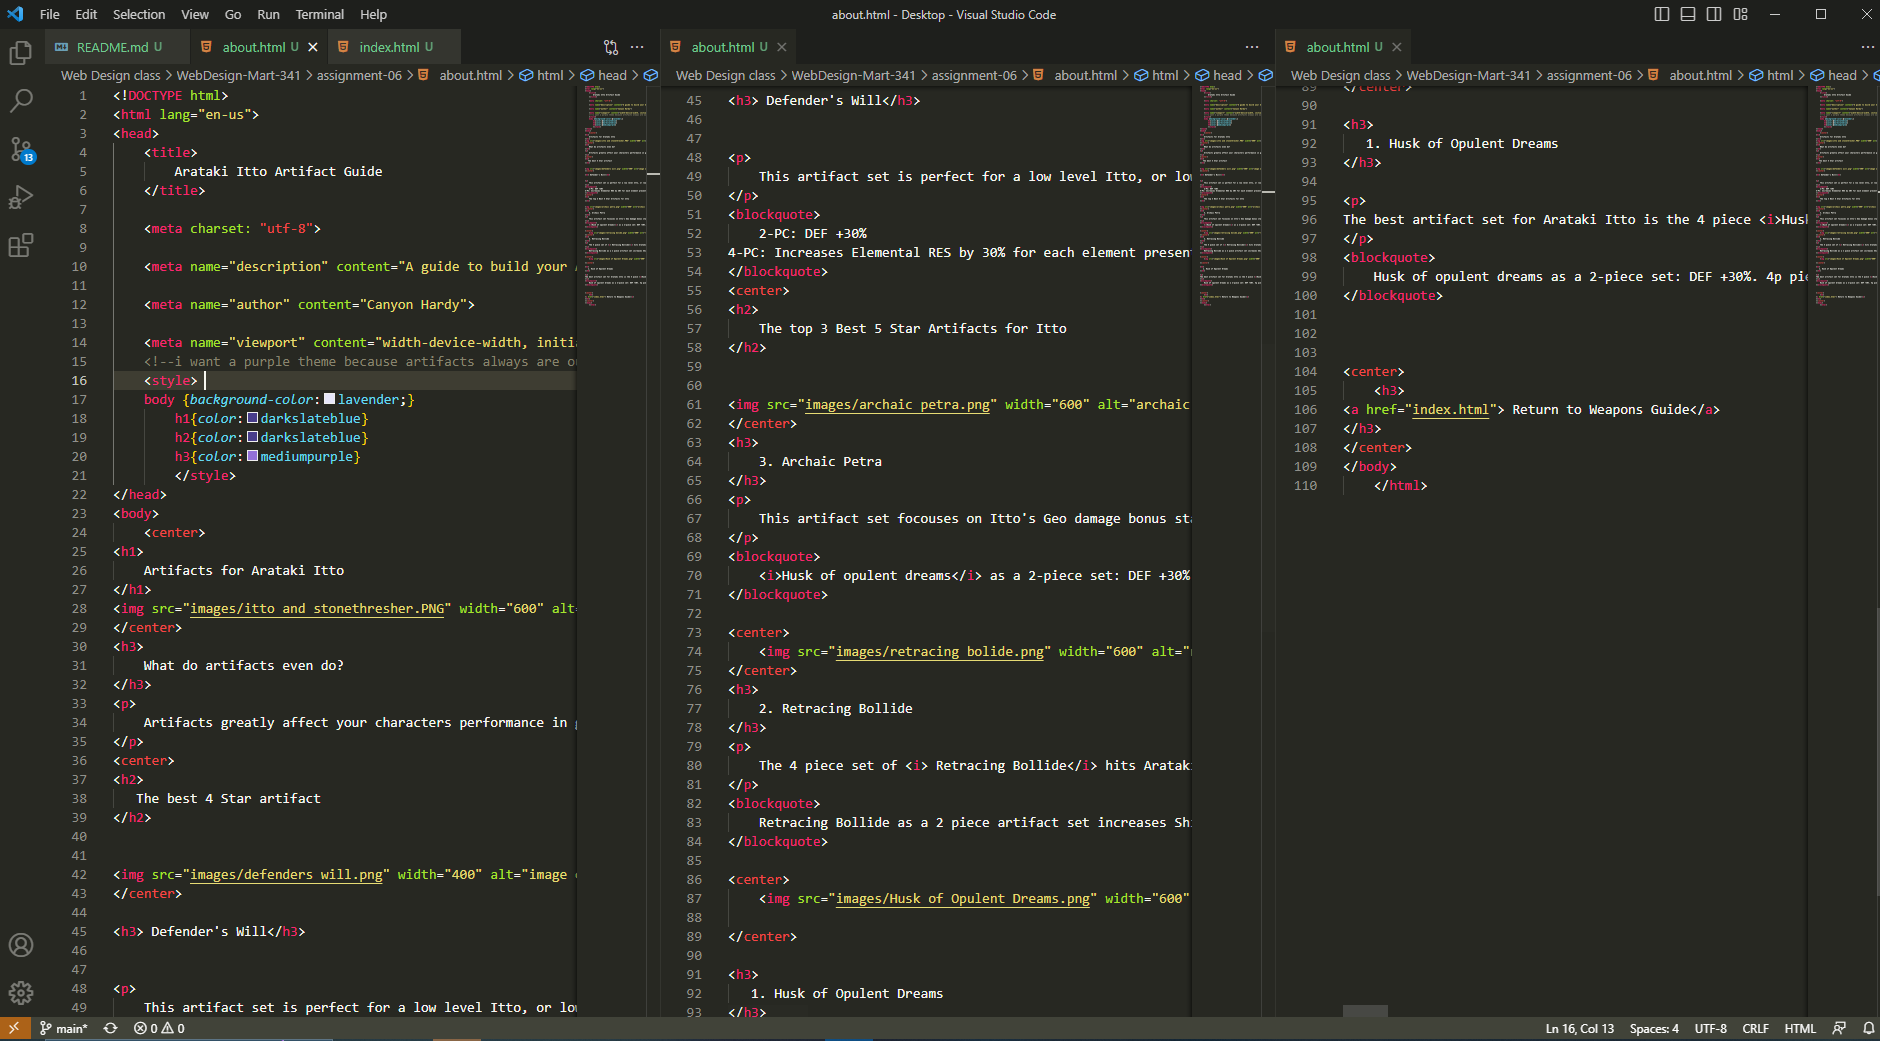 File Edit Selection View Go Run Terminal Help
about.html - Desktop - Visual Studio Code
README.md U
about.html U
index.html U
Web Design class > WebDesign-Mart-341 > assignment-06 > about.html > html > head >
1 <!DOCTYPE html>
2 <html lang="en-us">
3 <head>
4 <title>
5 Arataki Itto Artifact Guide
6 </title>
7
8 <meta charset: "utf-8">
9
10 <meta name="description" content="A guide to build your
11
12 <meta name="author" content="Canyon Hardy">
13
14 <meta name="viewport" content="width-device-width,
15 <!--i want a purple theme because artifacts always are
16 <style>
17 body {background-color: lavender;}
18 h1{color: darkslateblue}
19 h2{color: darkslateblue}
20 h3{color: mediumpurple}
21 </style>
22 </head>
23 <body>
24 <center>
25 <h1>
26 Artifacts for Arataki Itto
27 </h1>
28 <img src="images/itto and stonethresher.PNG" width="600" alt=
29 </center>
30 <h3>
31 What do artifacts even do?
32 </h3>
33 <p>
34 Artifacts greatly affect your characters performance in
35 </p>
36 <center>
37 <h2>
38 The best 4 Star artifact
39 </h2>
40
41
42 <img src="images/defenders will.png" width="400" alt="image
43 </center>
44
45 <h3> Defender's Will</h3>
46
47
48 <p>
49 This artifact set is perfect for a low level Itto, or
about.html U
Web Design class > WebDesign-Mart-341 > assignment-06 > about.html > html > head >
45 <h3> Defender's Will</h3>
46
47
48 <p>
49 This artifact set is perfect for a low level Itto, or
50 </p>
51 <blockquote>
52 2-PC: DEF +30%
53 4-PC: Increases Elemental RES by 30% for each element present
54 </blockquote>
55 <center>
56 <h2>
57 The top 3 Best 5 Star Artifacts for Itto
58 </h2>
59
60
61 <img src="images/archaic petra.png" width="600" alt="archaic
62 </center>
63 <h3>
64 3. Archaic Petra
65 </h3>
66 <p>
67 This artifact set focouses on Itto's Geo damage bonus
68 </p>
69 <blockquote>
70 <i>Husk of opulent dreams</i> as a 2-piece set: DEF +30%
71 </blockquote>
72
73 <center>
74 <img src="images/retracing bolide.png" width="600" alt="
75 </center>
76 <h3>
77 2. Retracing Bollide
78 </h3>
79 <p>
80 The 4 piece set of <i> Retracing Bollide</i> hits
81 </p>
82 <blockquote>
83 Retracing Bollide as a 2 piece artifact set increases
84 </blockquote>
85
86 <center>
87 <img src="images/Husk of Opulent Dreams.png" width="600"
88
89 </center>
90
91 <h3>
92 1. Husk of Opulent Dreams
93 </h3>
about.html U
Web Design class > WebDesign-Mart-341 > assignment-06 > about.html > html > head
89 </center>
90
91 <h3>
92 1. Husk of Opulent Dreams
93 </h3>
94
95 <p>
96 The best artifact set for Arataki Itto is the 4 piece <i>Husk
97 </p>
98 <blockquote>
99 Husk of opulent dreams as a 2-piece set: DEF +30%. 4p
100 </blockquote>
101
102
103
104 <center>
105 <h3>
106 <a href="index.html"> Return to Weapons Guide</a>
107 </h3>
108 </center>
109 </body>
110 </html>
13
main*
0 0
Ln 16, Col 13
Spaces: 4
UTF-8
CRLF
HTML